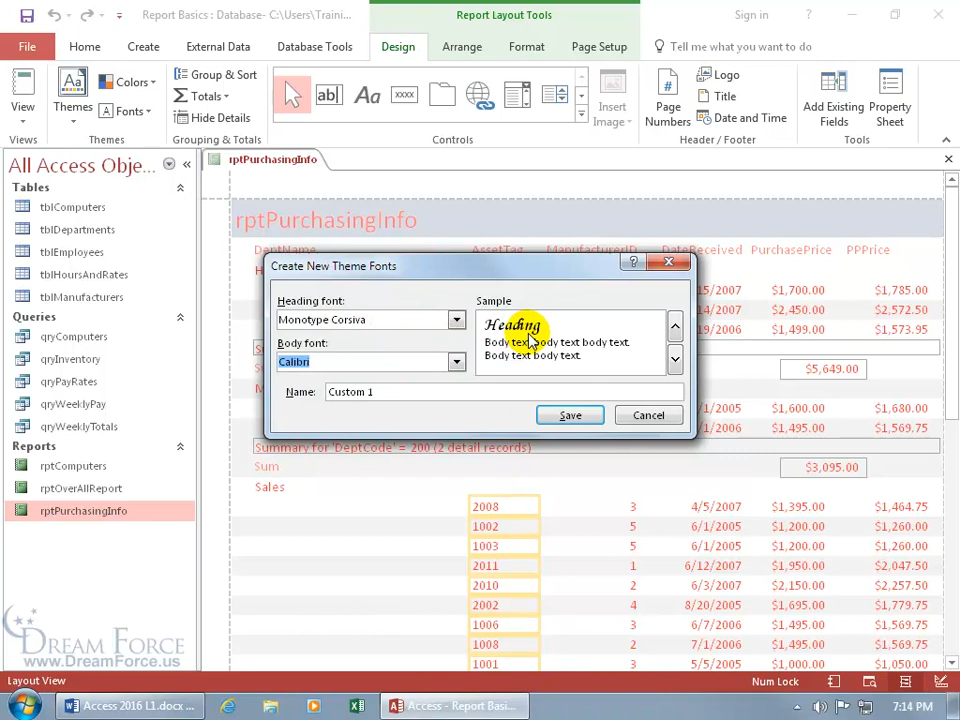 Report Basics : Database- C:\Users\Traini...
Report Layout Tools
Sign in
?
File
Home
Create
External Data
Database Tools
Design
Arrange
Format
Page Setup
Tell me what you want to do
View
Themes
Colors
Fonts
Group & Sort
Totals
Hide Details
ab|
Aa
xxxx
Insert
Image
Page
Numbers
Logo
Title
Date and Time
Add Existing
Fields
Property
Sheet
Views
Themes
Grouping & Totals
Controls
Header / Footer
Tools
All Access Obje...
Tables
tblComputers
tblDepartments
tblEmployees
tblHoursAndRates
tblManufacturers
Queries
qryComputers
qryInventory
qryPayRates
qryWeeklyPay
qryWeeklyTotals
Reports
rptComputers
rptOverAllReport
rptPurchasingInfo
rptPurchasingInfo
rptPurchasingInfo
DeptName AssetTag ManufacturerID DateReceived PurchasePrice PPPrice
15/2007 $1,700.00 $1,785.00
14/2007 $2,450.00 $2,572.50
19/2006 $1,499.00 $1,573.95
$5,649.00
/1/2005 $1,600.00 $1,680.00
/1/2006 $1,495.00 $1,569.75
Summary for 'DeptCode' = 200 (2 detail records)
Sum $3,095.00
Sales
2008 3 4/5/2007 $1,395.00 $1,464.75
1002 5 6/1/2005 $1,200.00 $1,260.00
1003 5 6/1/2005 $1,200.00 $1,260.00
2011 1 6/12/2007 $1,950.00 $2,047.50
2010 2 6/3/2007 $2,150.00 $2,257.50
2002 4 8/20/2005 $1,695.00 $1,779.75
1006 3 6/7/2006 $1,495.00 $1,569.75
1008 2 7/1/2006 $1,495.00 $1,569.75
1001 3 5/5/2005 $1,000.00 $1,050.00
Create New Theme Fonts
?
Heading font:
Monotype Corsiva
Body font:
Calibri
Sample
Heading
Body text body text body text.
Body text body text.
Name: Custom 1
Save
Cancel
DREAM FORCE
www.DreamForce.us
Layout View
Num Lock
Access 2016 L1.docx ...
Access - Report Basi...
7:14 PM